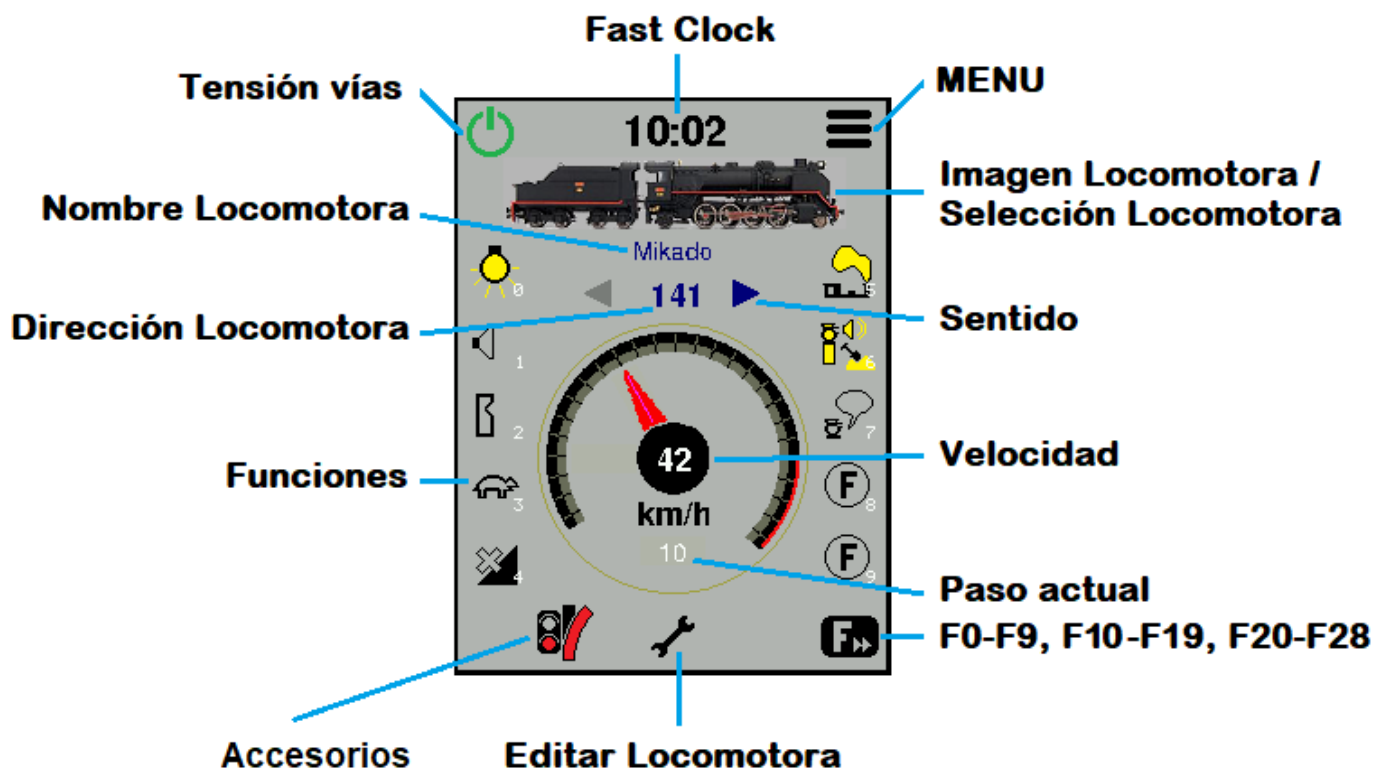 Fast Clock
Tensión vías
MENU
10:02
Imagen Locomotora /
Selección Locomotora
Nombre Locomotora
Mikado
0
5
141
Dirección Locomotora
Sentido
1
6
2
7
42
Velocidad
Funciones
3
F
8
km/h
10
4
F
9
Paso actual
F
F0-F9, F10-F19, F20-F28
Accesorios
Editar Locomotora